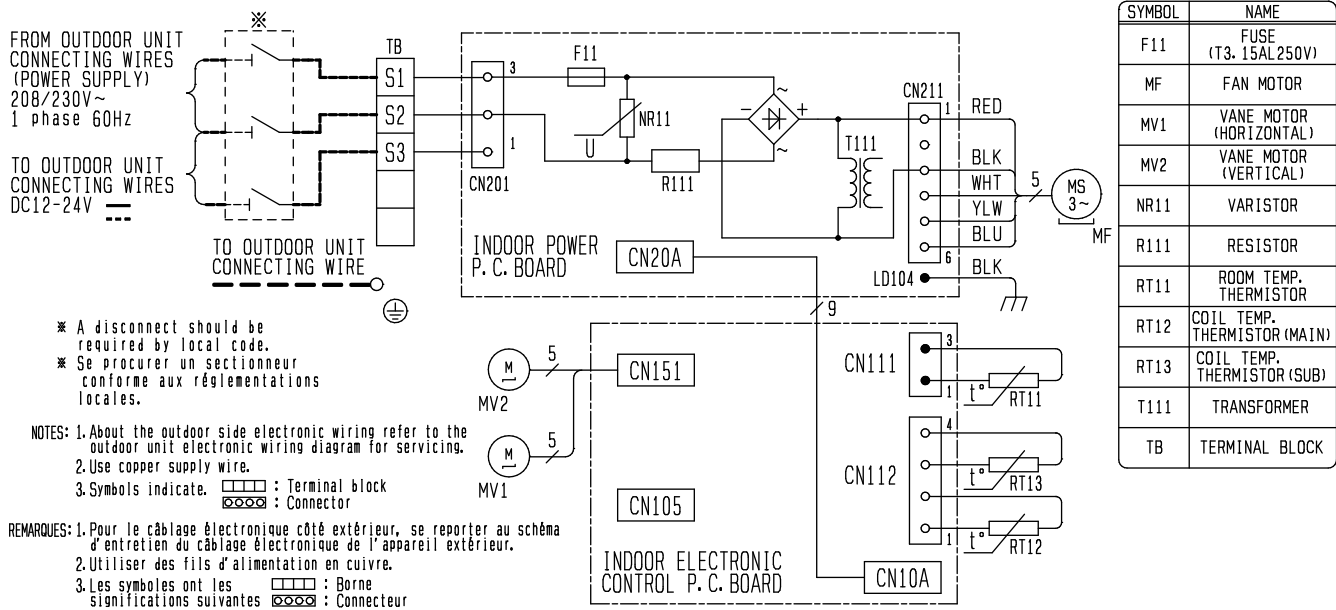 ※
FROM OUTDOOR UNIT
CONNECTING WIRES
(POWER SUPPLY)
208/230V~
1 phase 60Hz
TO OUTDOOR UNIT
CONNECTING WIRES
DC12-24V
TB
S1
S2
S3
TO OUTDOOR UNIT
CONNECTING WIRE
3
1
CN201
F11
NR11
U
R111
~
− +
~
T111
CN211
1
6
RED
BLK
WHT
YLW
BLU
5
MS
3~
MF
LD104
BLK
INDOOR POWER
P.C.BOARD
CN20A
9
※ A disconnect should be
required by local code.
※ Se procurer un sectionneur
conforme aux réglementations
locales.
M
5
MV2
M
5
MV1
CN151
CN105
CN111
3
1
t°
RT11
CN112
4
1
t°
RT13
t°
RT12
INDOOR ELECTRONIC
CONTROL P.C.BOARD
CN10A
NOTES: 1. About the outdoor side electronic wiring refer to the
outdoor unit electronic wiring diagram for servicing.
2. Use copper supply wire.
3. Symbols indicate. : Terminal block
: Connector
REMARQUES: 1. Pour le câblage électronique côté extérieur, se reporter au schéma
d'entretien du câblage électronique de l'appareil extérieur.
2. Utiliser des fils d'alimentation en cuivre.
3. Les symboles ont les : Borne
significations suivantes : Connecteur
SYMBOL NAME
F11 FUSE
(T3.15AL250V)
MF FAN MOTOR
MV1 VANE MOTOR
(HORIZONTAL)
MV2 VANE MOTOR
(VERTICAL)
NR11 VARISTOR
R111 RESISTOR
RT11 ROOM TEMP.
THERMISTOR
RT12 COIL TEMP.
THERMISTOR(MAIN)
RT13 COIL TEMP.
THERMISTOR(SUB)
T111 TRANSFORMER
TB TERMINAL BLOCK